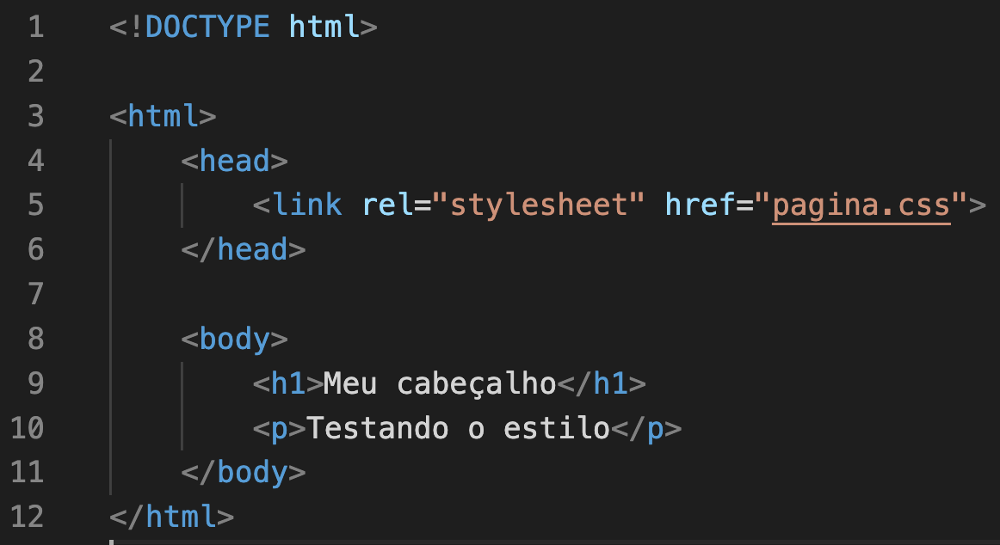 1 <!DOCTYPE html>
2
3 <html>
4     <head>
5         <link rel="stylesheet" href="pagina.css">
6     </head>
7
8     <body>
9         <h1>Meu cabeçalho</h1>
10         <p>Testando o estilo</p>
11     </body>
12 </html>